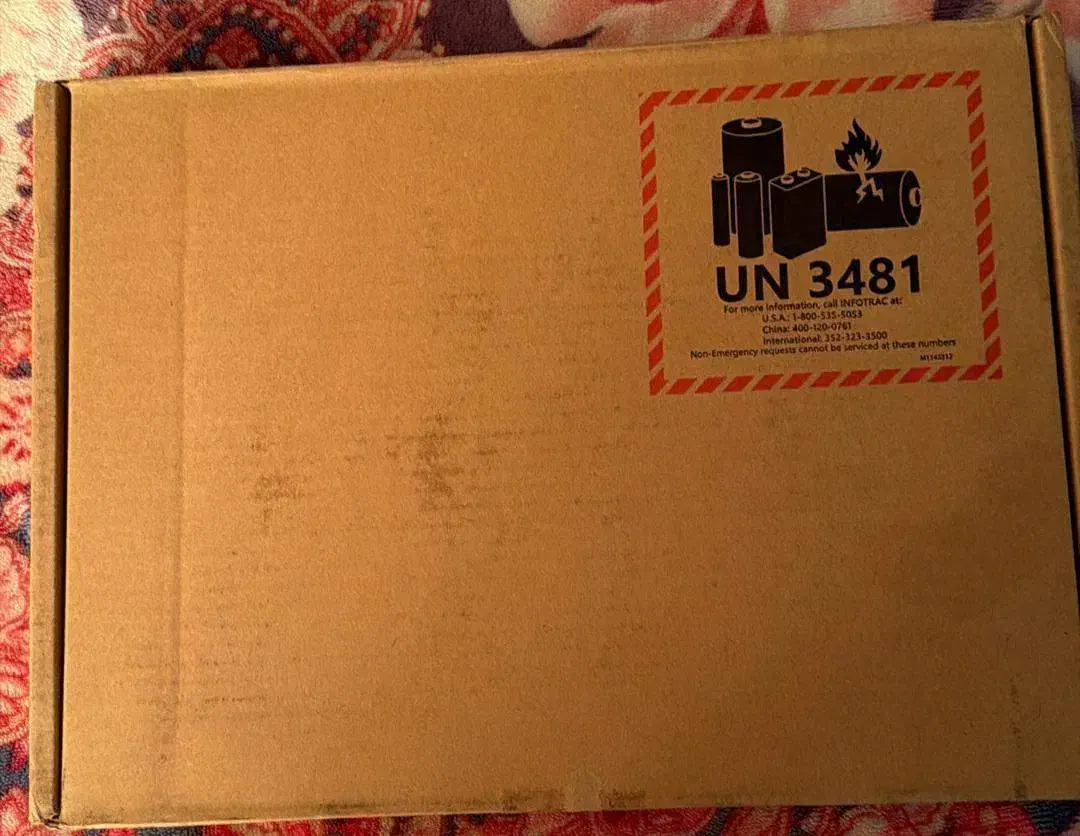 UN 3481
For more information, call INFOTRAC at:
U.S.A.: 1-800-535-5053
China: 400-120-0761
International: 352-323-3500
Non-Emergency requests cannot be serviced at these numbers